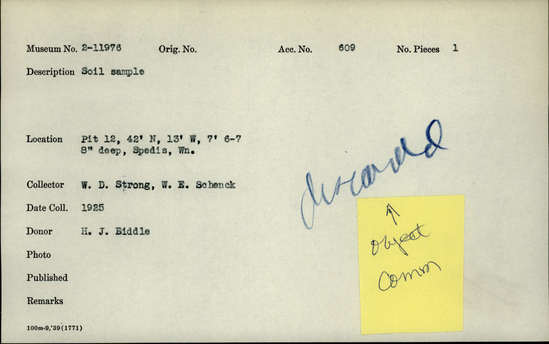 Museum No. 2-11976 Orig. No. Acc. No. 609 No. Pieces 1
Description Soil sample
Location Pit 12, 42' N, 13' W, 7' 6-7
8" deep, Spedis, Wn.
Collector W. D. Strong, W. E. Schenck
Date Coll. 1925
Donor H. J. Biddle
Photo
Published
Remarks
100m-9,'39(1771)
discarded
object
comm